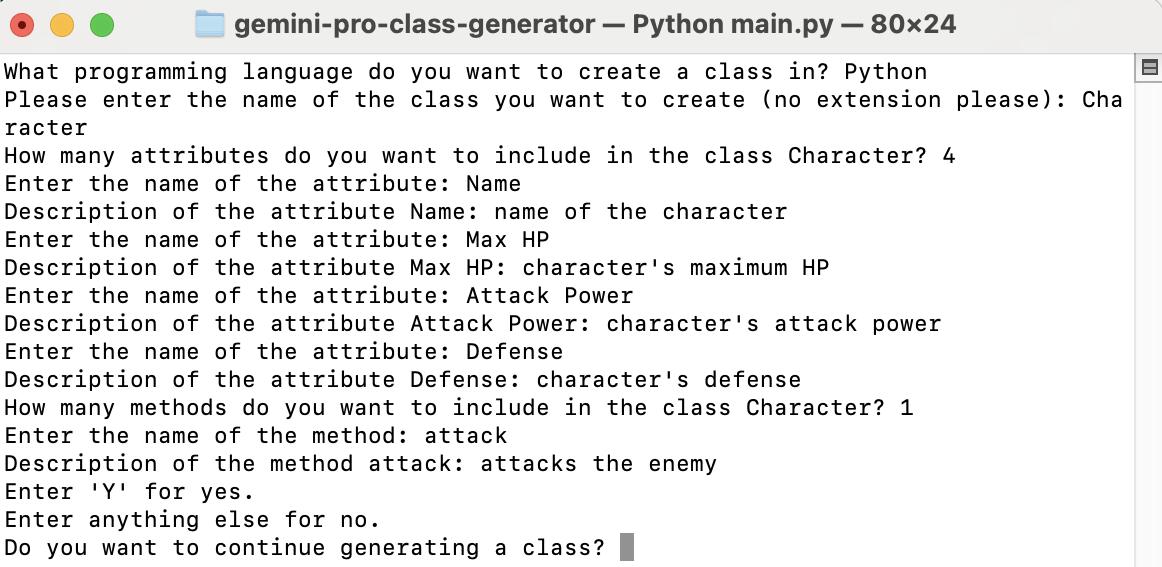 gemini-pro-class-generator — Python main.py — 80×24
What programming language do you want to create a class in? Python
Please enter the name of the class you want to create (no extension please): Cha
racter
How many attributes do you want to include in the class Character? 4
Enter the name of the attribute: Name
Description of the attribute Name: name of the character
Enter the name of the attribute: Max HP
Description of the attribute Max HP: character's maximum HP
Enter the name of the attribute: Attack Power
Description of the attribute Attack Power: character's attack power
Enter the name of the attribute: Defense
Description of the attribute Defense: character's defense
How many methods do you want to include in the class Character? 1
Enter the name of the method: attack
Description of the method attack: attacks the enemy
Enter 'Y' for yes.
Enter anything else for no.
Do you want to continue generating a class?